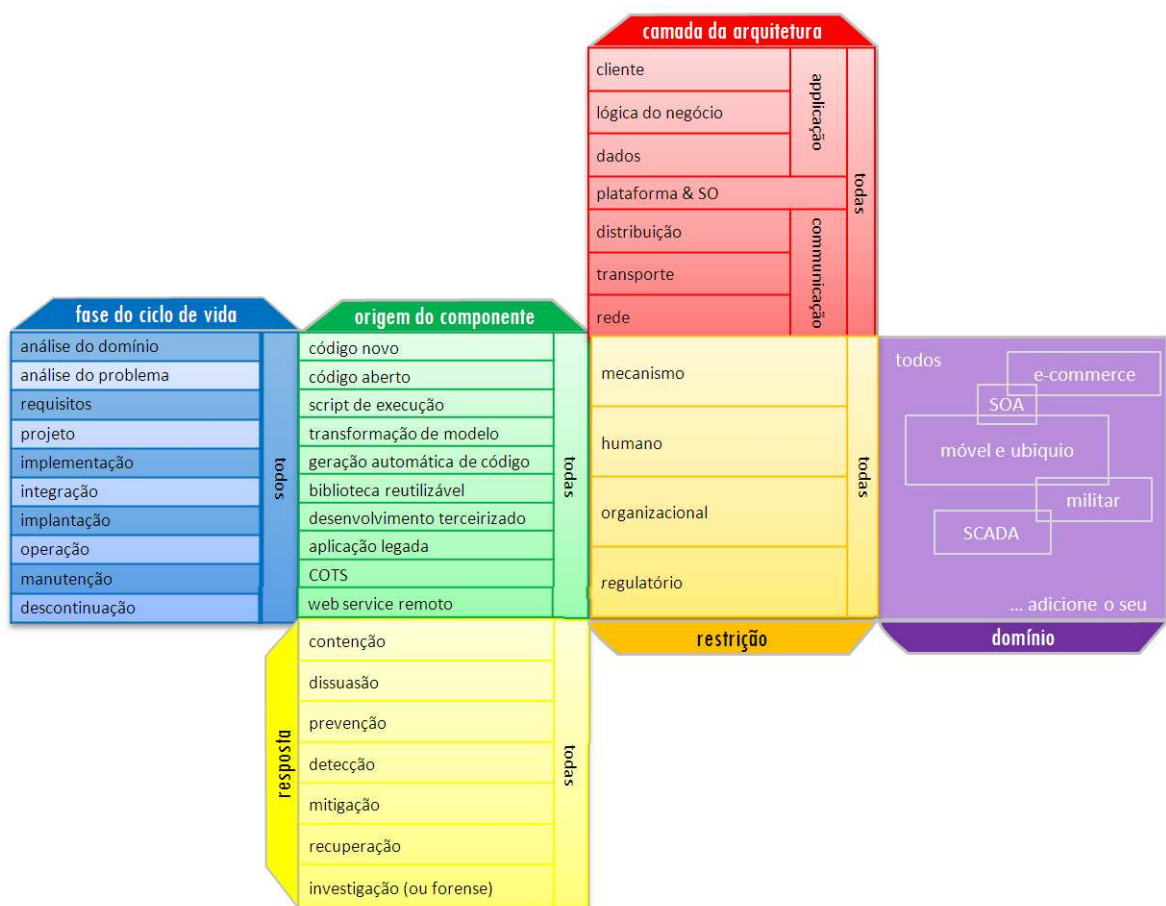 camada da arquitetura
cliente
lógica do negócio
dados
applicação
plataforma & SO
distribuição
transporte
rede
communicação
todas
fase do ciclo de vida
análise do domínio
análise do problema
requisitos
projeto
implementação
integração
implantação
operação
manutenção
descontinuação
todos
origem do componente
código novo
código aberto
script de execução
transformação de modelo
geração automática de código
biblioteca reutilizável
desenvolvimento terceirizado
aplicação legada
COTS
web service remoto
todas
mecanismo
humano
organizacional
regulatório
todas
restrição
todos
e-commerce
SOA
móvel e ubiquio
militar
SCADA
... adicione o seu
domínio
resposta
contenção
dissuasão
prevenção
detecção
mitigação
recuperação
investigação (ou forense)
todas